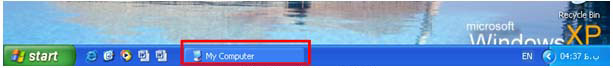 Recycle Bin
microsoft
Windows XP
start
My Computer
EN
04:37 ب.ظ